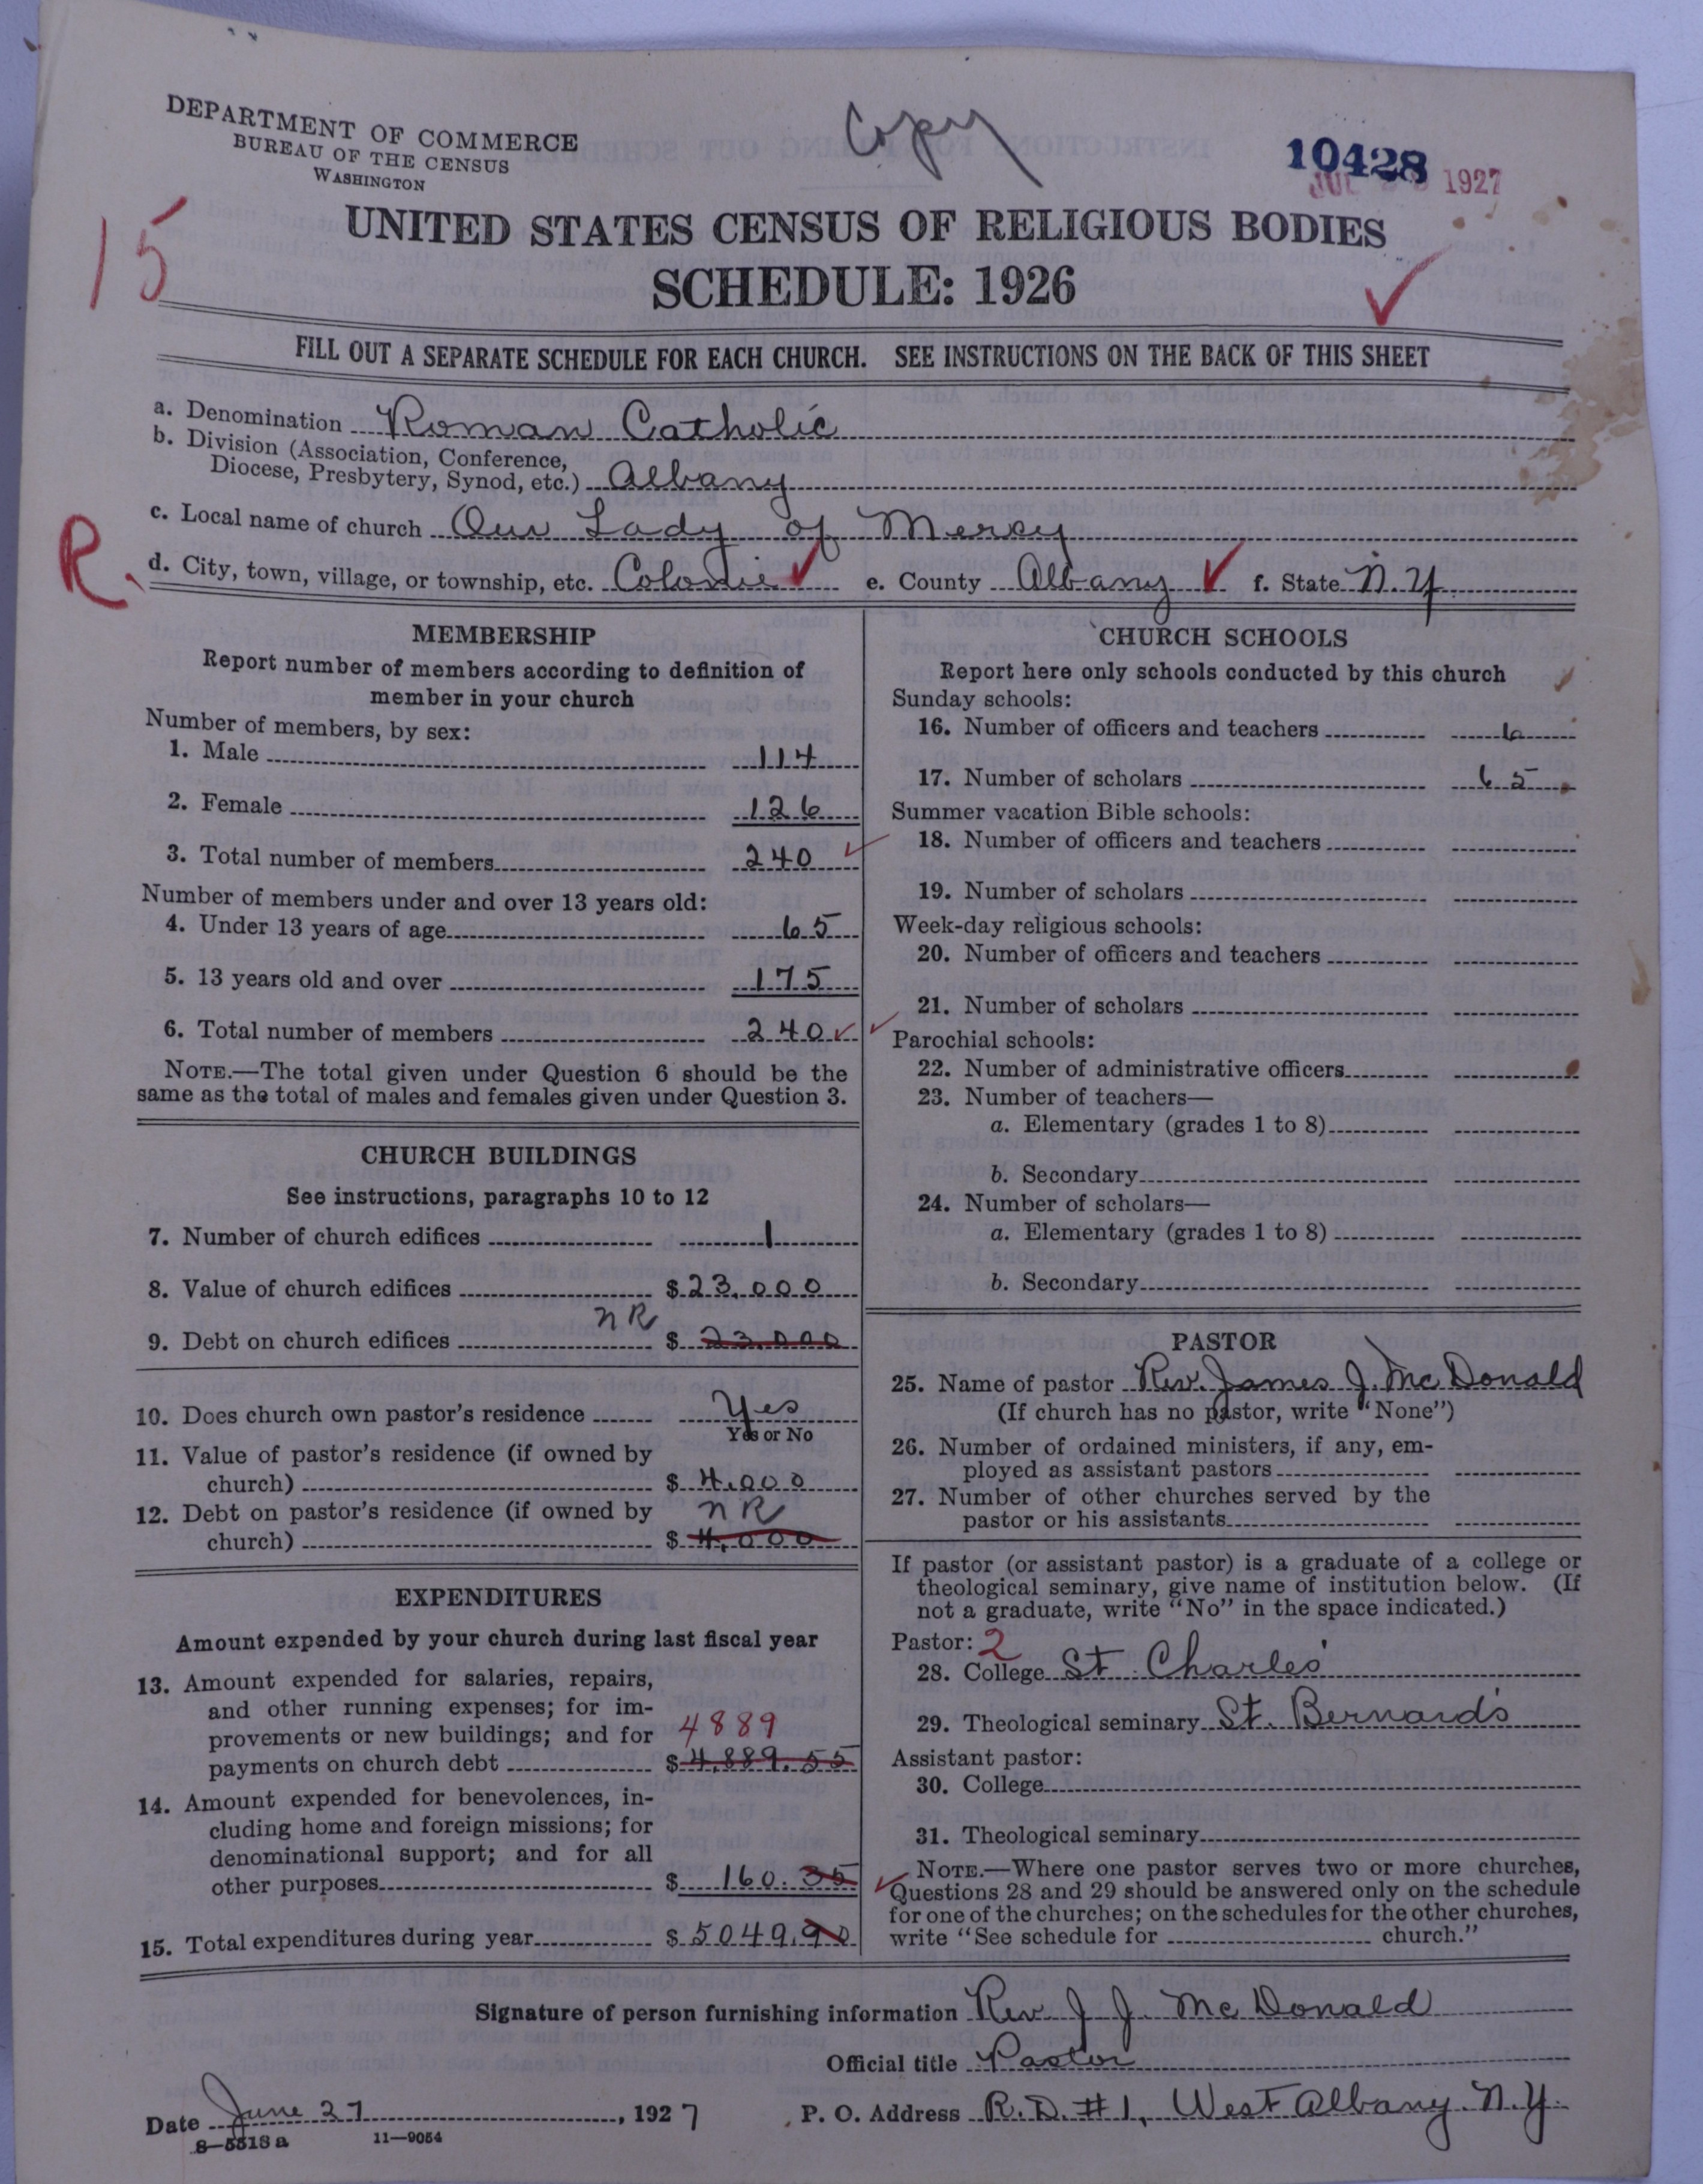 DEPARTMENT OF COMMERCE
BUREAU OF THE CENSUS
WASHINGTON
Copy
10428
JUL 1927
15
UNITED STATES CENSUS OF RELIGIOUS BODIES
SCHEDULE: 1926
FILL OUT A SEPARATE SCHEDULE FOR EACH CHURCH. SEE INSTRUCTIONS ON THE BACK OF THIS SHEET
a. Denomination Roman Catholic
b. Division (Association, Conference,
Diocese, Presbytery, Synod, etc.) Albany
c. Local name of church Our Lady of Mercy
R.
d. City, town, village, or township, etc. Colonie e. County Albany f. State N.Y.
MEMBERSHIP
Report number of members according to definition of
member in your church
Number of members, by sex:
1. Male 114
2. Female 126
3. Total number of members 240
Number of members under and over 13 years old:
4. Under 13 years of age 65
5. 13 years old and over 175
6. Total number of members 240
NOTE.—The total given under Question 6 should be the
same as the total of males and females given under Question 3.
CHURCH BUILDINGS
See instructions, paragraphs 10 to 12
7. Number of church edifices 1
8. Value of church edifices $23,000
NR
9. Debt on church edifices $ 23,000
10. Does church own pastor's residence Yes
Yes or No
11. Value of pastor's residence (if owned by
church) $ 4,000
12. Debt on pastor's residence (if owned by NR
church) $ 4,000
EXPENDITURES
Amount expended by your church during last fiscal year
13. Amount expended for salaries, repairs,
and other running expenses; for im-
provements or new buildings; and for 4889
payments on church debt $4,889.55
14. Amount expended for benevolences, in-
cluding home and foreign missions; for
denominational support; and for all
other purposes $ 160.35
15. Total expenditures during year $ 5049.90
CHURCH SCHOOLS
Report here only schools conducted by this church
Sunday schools:
16. Number of officers and teachers 6
17. Number of scholars 65
Summer vacation Bible schools:
18. Number of officers and teachers
19. Number of scholars
Week-day religious schools:
20. Number of officers and teachers
21. Number of scholars
Parochial schools:
22. Number of administrative officers
23. Number of teachers—
a. Elementary (grades 1 to 8)
b. Secondary
24. Number of scholars—
a. Elementary (grades 1 to 8)
b. Secondary
PASTOR
25. Name of pastor Rev. James J. Mc Donald
(If church has no pastor, write "None")
26. Number of ordained ministers, if any, em-
ployed as assistant pastors
27. Number of other churches served by the
pastor or his assistants
If pastor (or assistant pastor) is a graduate of a college or
theological seminary, give name of institution below. (If
not a graduate, write "No" in the space indicated.)
Pastor: 2
28. College St. Charles'
29. Theological seminary St. Bernard's
Assistant pastor:
30. College
31. Theological seminary
NOTE.—Where one pastor serves two or more churches,
Questions 28 and 29 should be answered only on the schedule
for one of the churches; on the schedules for the other churches,
write "See schedule for church."
Signature of person furnishing information Rev J. J. Mc Donald
Official title Pastor
Date June 27, 1927 P. O. Address R.D. #1, West Albany. N.Y.
8—5518a 11—9054